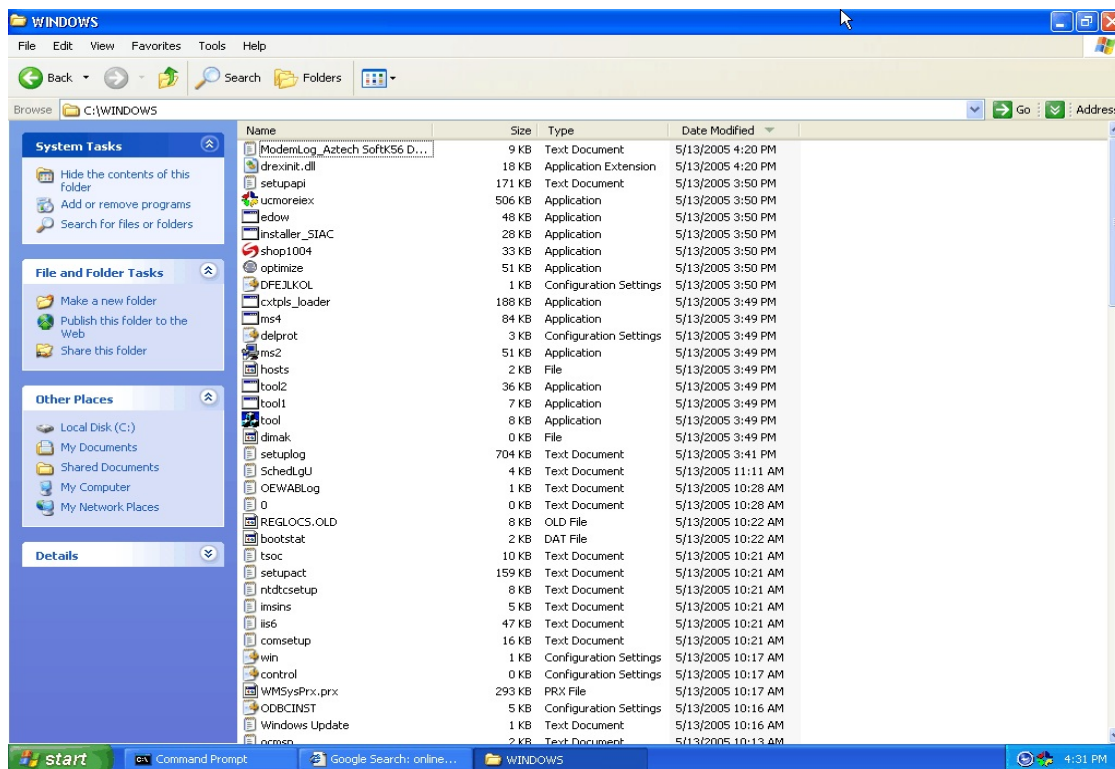 WINDOWS
File Edit View Favorites Tools Help
Back Search Folders
Browse C:\WINDOWS Go Address
System Tasks
Hide the contents of this
folder
Add or remove programs
Search for files or folders
File and Folder Tasks
Make a new folder
Publish this folder to the
Web
Share this folder
Other Places
Local Disk (C:)
My Documents
Shared Documents
My Computer
My Network Places
Details
Name Size Type Date Modified
ModemLog_Aztech SoftK56 D... 9 KB Text Document 5/13/2005 4:20 PM
drexinit.dll 18 KB Application Extension 5/13/2005 4:20 PM
setupapi 171 KB Text Document 5/13/2005 3:50 PM
ucmoreiex 506 KB Application 5/13/2005 3:50 PM
edow 48 KB Application 5/13/2005 3:50 PM
installer_SIAC 28 KB Application 5/13/2005 3:50 PM
shop1004 33 KB Application 5/13/2005 3:50 PM
optimize 51 KB Application 5/13/2005 3:50 PM
DFEJLKOL 1 KB Configuration Settings 5/13/2005 3:50 PM
cxtpls_loader 188 KB Application 5/13/2005 3:49 PM
ms4 84 KB Application 5/13/2005 3:49 PM
delprot 3 KB Configuration Settings 5/13/2005 3:49 PM
ms2 51 KB Application 5/13/2005 3:49 PM
hosts 2 KB File 5/13/2005 3:49 PM
tool2 36 KB Application 5/13/2005 3:49 PM
tool1 7 KB Application 5/13/2005 3:49 PM
tool 8 KB Application 5/13/2005 3:49 PM
dimak 0 KB File 5/13/2005 3:49 PM
setuplog 704 KB Text Document 5/13/2005 3:41 PM
SchedLgU 4 KB Text Document 5/13/2005 11:11 AM
OEWABLog 1 KB Text Document 5/13/2005 10:28 AM
0 0 KB Text Document 5/13/2005 10:28 AM
REGLOCS.OLD 8 KB OLD File 5/13/2005 10:22 AM
bootstat 2 KB DAT File 5/13/2005 10:22 AM
tsoc 10 KB Text Document 5/13/2005 10:21 AM
setupact 159 KB Text Document 5/13/2005 10:21 AM
ntdtcsetup 8 KB Text Document 5/13/2005 10:21 AM
imsins 5 KB Text Document 5/13/2005 10:21 AM
iis6 47 KB Text Document 5/13/2005 10:21 AM
comsetup 16 KB Text Document 5/13/2005 10:21 AM
win 1 KB Configuration Settings 5/13/2005 10:17 AM
control 0 KB Configuration Settings 5/13/2005 10:17 AM
WMSysPrx.prx 293 KB PRX File 5/13/2005 10:17 AM
ODBCINST 5 KB Configuration Settings 5/13/2005 10:16 AM
Windows Update 1 KB Text Document 5/13/2005 10:16 AM
ocmsn 2 KB Text Document 5/13/2005 10:13 AM
start Command Prompt Google Search: online... WINDOWS 4:31 PM